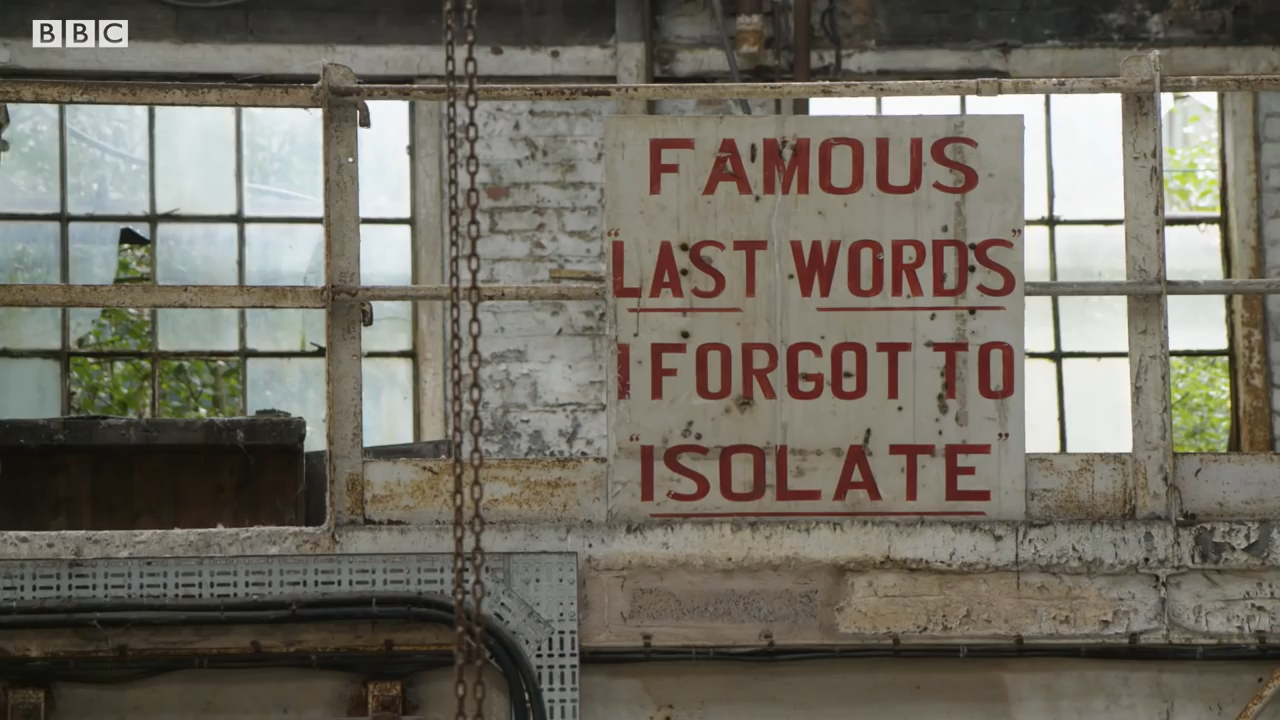 BBC
FAMOUS
"LAST WORDS"
I FORGOT TO
"ISOLATE"